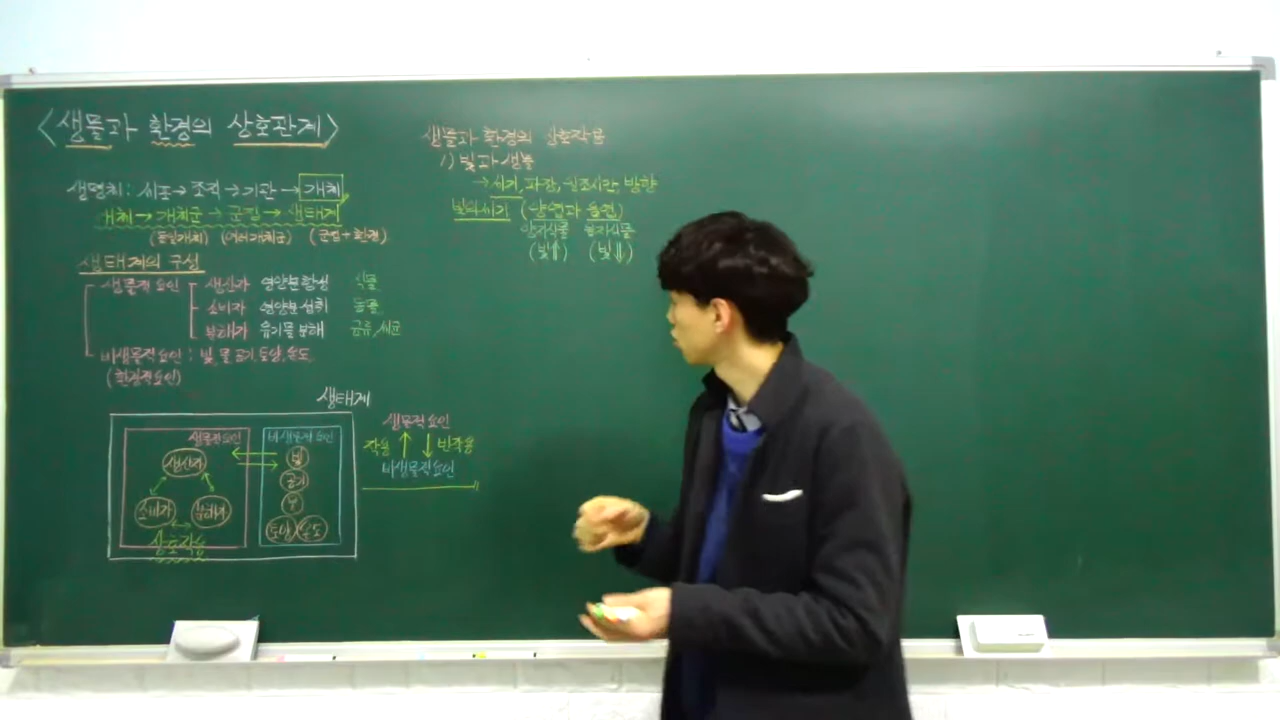 <생물과 환경의 상호관계>
생명체: 세포→조직→기관→개체
개체→개체군→군집→생태계
(동일개체) (여러개체군) (군집+환경)
생태계의 구성
생물적 요인 생산자 영양분 합성 식물
소비자 영양분 섭취 동물
분해자 유기물 분해 균류, 세균
비생물적요인: 빛, 물, 공기, 토양, 온도
(환경적요인)
생태계
생물적요인 비생물적 요인
생산자
소비자 분해자
상호작용
빛
공기
물
토양 온도
생물적요인
작용 ↑ ↓ 반작용
비생물적요인
생물과 환경의 상호작용
1) 빛과 생물
→세기, 파장, 일조시간, 방향
빛의세기 (양엽과 음엽)
양지식물 음지식물
(빛⇑) (빛⇓)